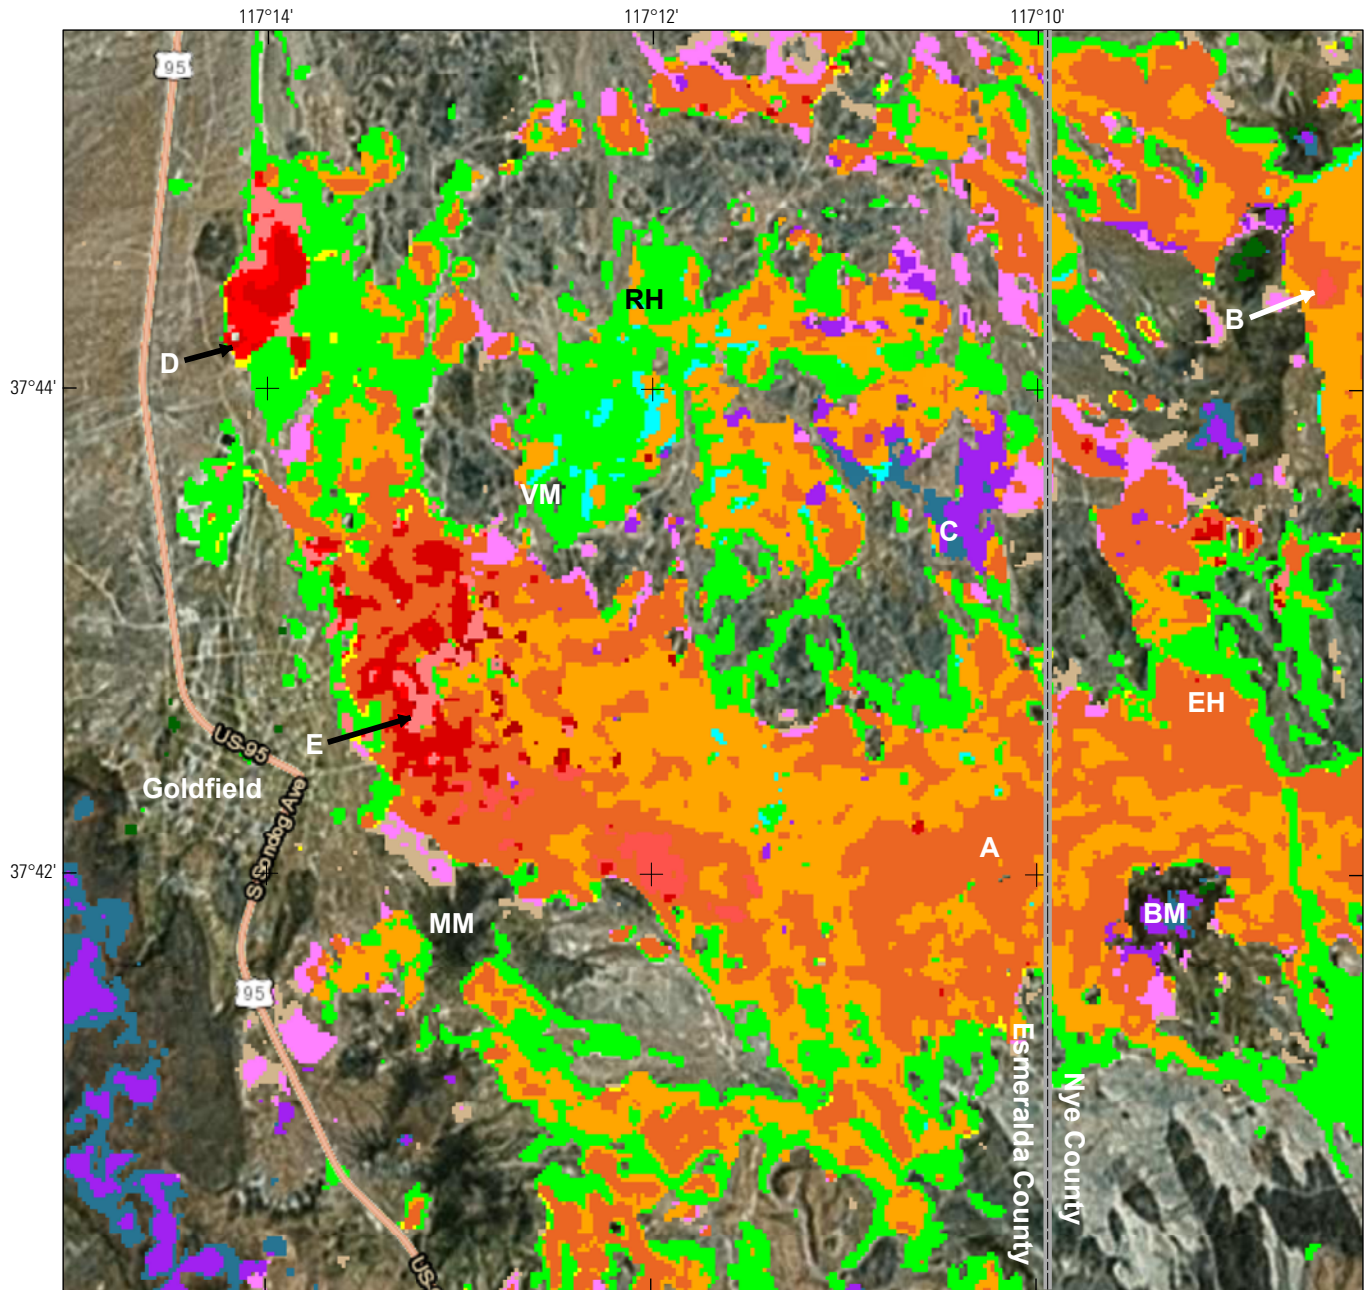 117°14' 117°12' 117°10'
95
RH
B
D
37°44'
VM
C
EH
E
US-95
Goldfield
S Sundog Ave
A
37°42'
BM
MM
95
Esmeralda County
Nye County
US-